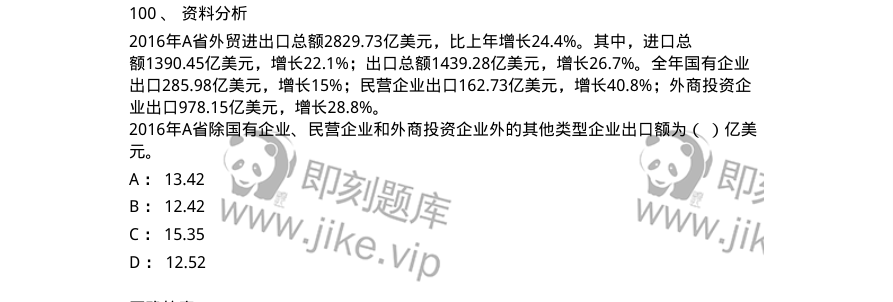 100 、 资料分析
2016年A省外贸进出口总额2829.73亿美元，比上年增长24.4%。其中，进口总
额1390.45亿美元，增长22.1%；出口总额1439.28亿美元，增长26.7%。全年国有企业
出口285.98亿美元，增长15%；民营企业出口162.73亿美元，增长40.8%；外商投资企
业出口978.15亿美元，增长28.8%。
2016年A省除国有企业、民营企业和外商投资企业外的其他类型企业出口额为（ ）亿美
元。
A ： 13.42
B ： 12.42
C ： 15.35
D ： 12.52
即刻题库
www.jike.vip
即刻
www.jik